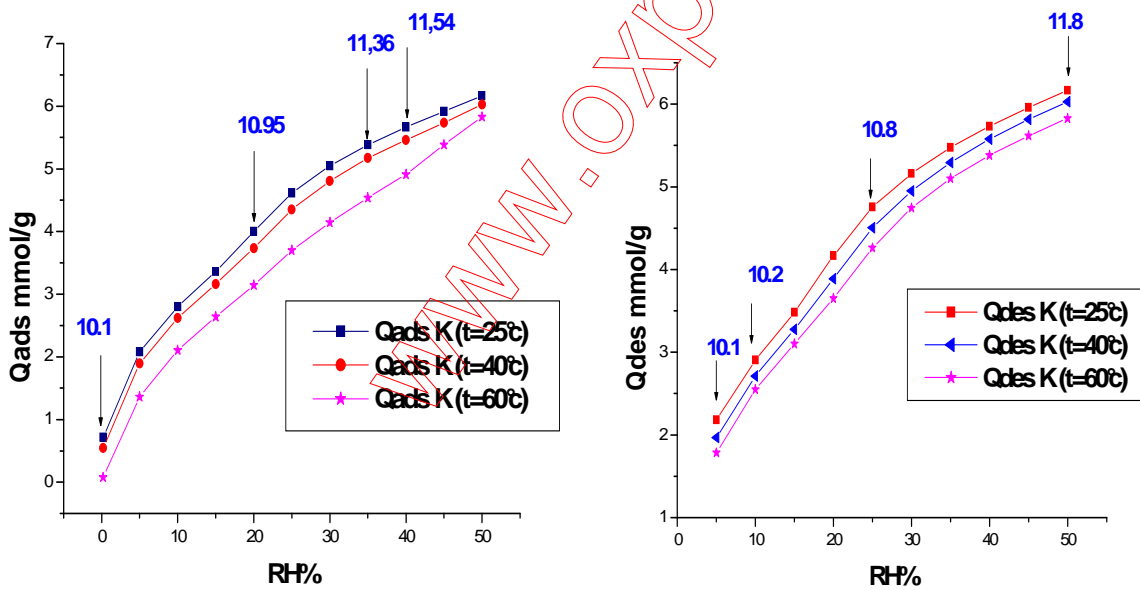 11,54
11,36
10.95
10.1
7
6
5
4
3
2
1
0
Qads mmol/g
0 10 20 30 40 50
RH%
Qads K (t=25°c)
Qads K (t=40°c)
Qads K (t=60°c)
11.8
10.8
10.2
10.1
6
5
4
3
2
1
Qdes mmol/g
0 10 20 30 40 50
RH%
Qdes K (t=25°c)
Qdes K (t=40°c)
Qdes K (t=60°c)
www.oxp